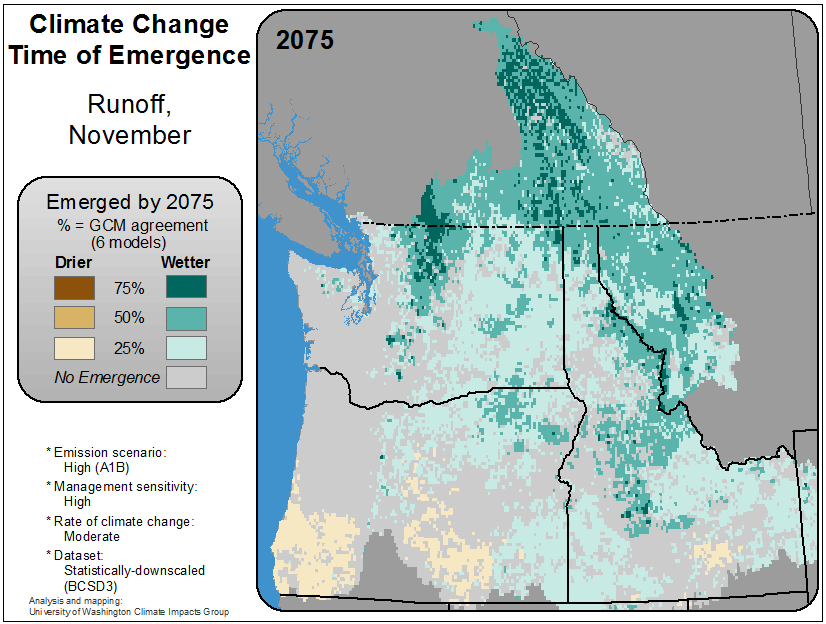 Climate Change
Time of Emergence
Runoff,
November
2075
Emerged by 2075
% = GCM agreement
(6 models)
Drier Wetter
75%
50%
25%
No Emergence
* Emission scenario:
High (A1B)
* Management sensitivity:
High
* Rate of climate change:
Moderate
* Dataset:
Statistically-downscaled
(BCSD3)
Analysis and mapping:
University of Washington Climate Impacts Group